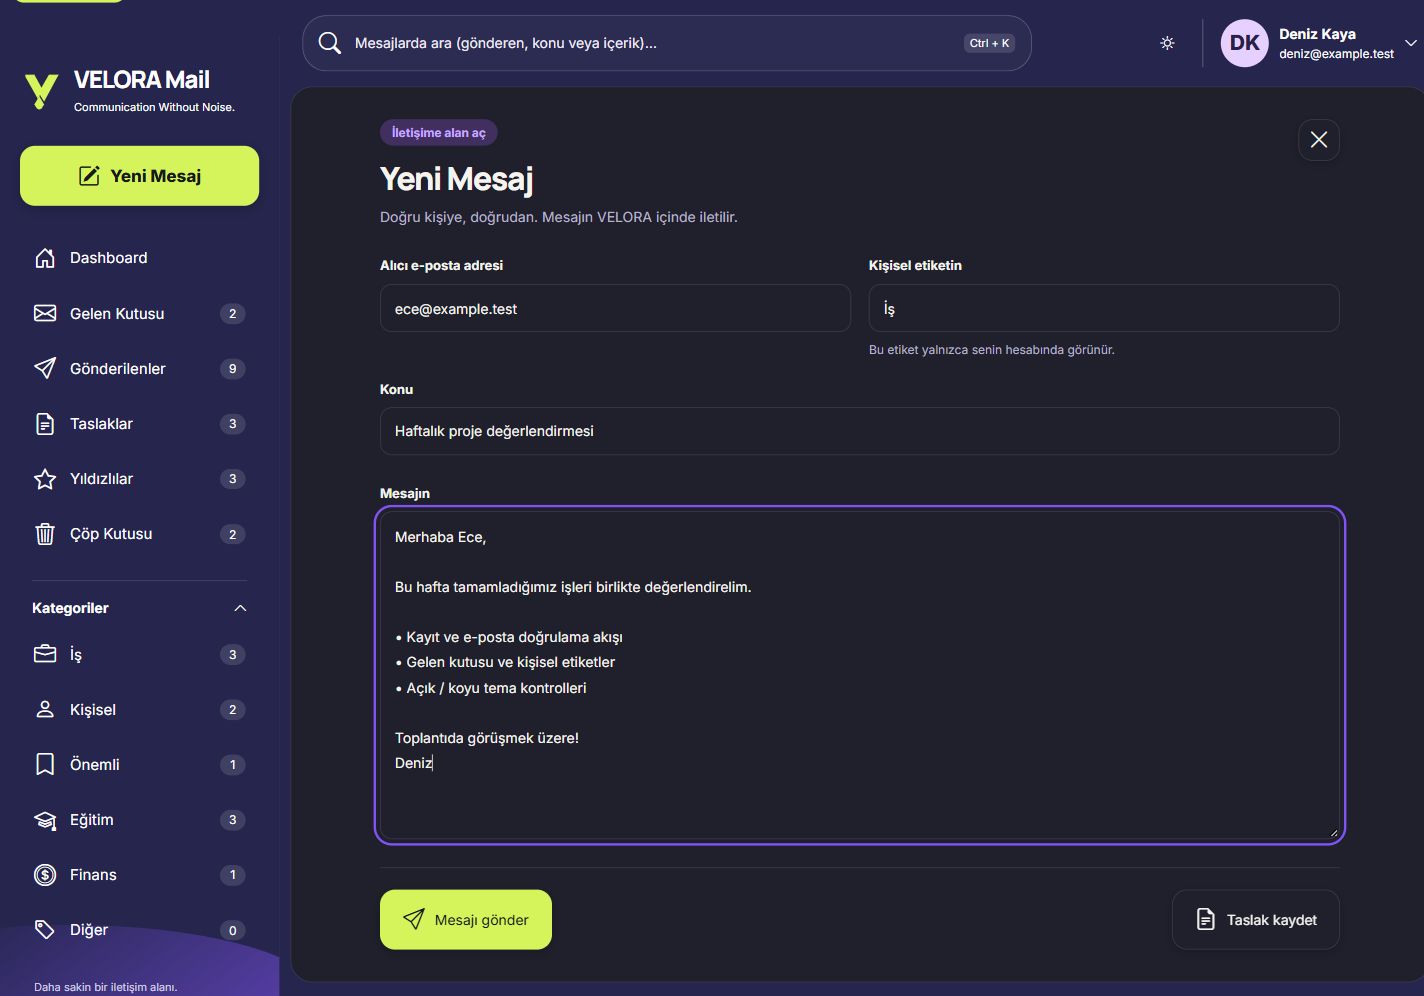 VELORA Mail
Communication Without Noise.
Yeni Mesaj
Dashboard
Gelen Kutusu 2
Gönderilenler 9
Taslaklar 3
Yıldızlılar 3
Çöp Kutusu 2
Kategoriler
İş 3
Kişisel 2
Önemli 1
Eğitim 3
Finans 1
Diğer 0
Daha sakin bir iletişim alanı.
Mesajlarda ara (gönderen, konu veya içerik)... Ctrl + K
DK
Deniz Kaya
deniz@example.test
İletişime alan aç
Yeni Mesaj
Doğru kişiye, doğrudan. Mesajın VELORA içinde iletilir.
Alıcı e-posta adresi
ece@example.test
Kişisel etiketin
İş
Bu etiket yalnızca senin hesabında görünür.
Konu
Haftalık proje değerlendirmesi
Mesajın
Merhaba Ece,
Bu hafta tamamladığımız işleri birlikte değerlendirelim.
• Kayıt ve e-posta doğrulama akışı
• Gelen kutusu ve kişisel etiketler
• Açık / koyu tema kontrolleri
Toplantıda görüşmek üzere!
Deniz
Mesajı gönder
Taslak kaydet